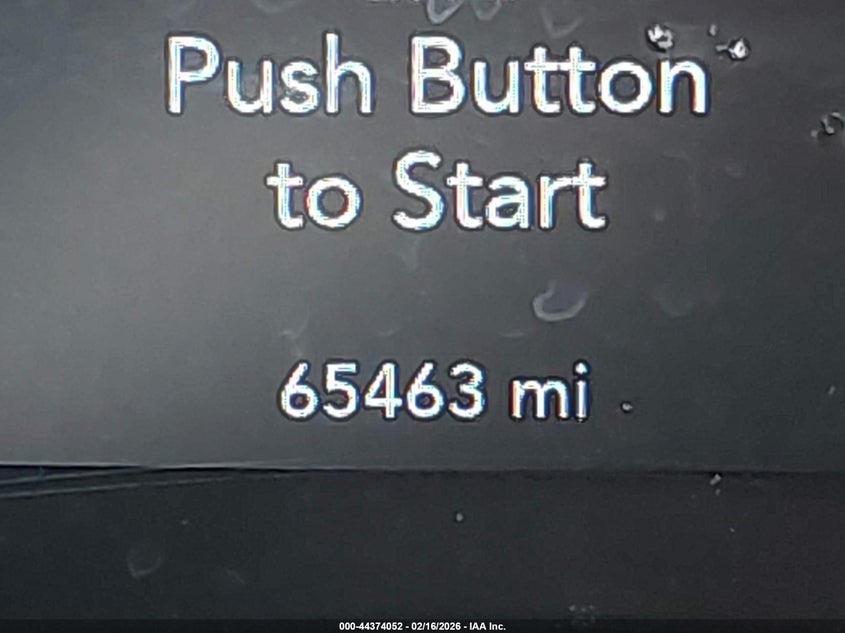 Push Button
to Start
65463 mi
000-44374052 - 02/16/2026 - IAA Inc.